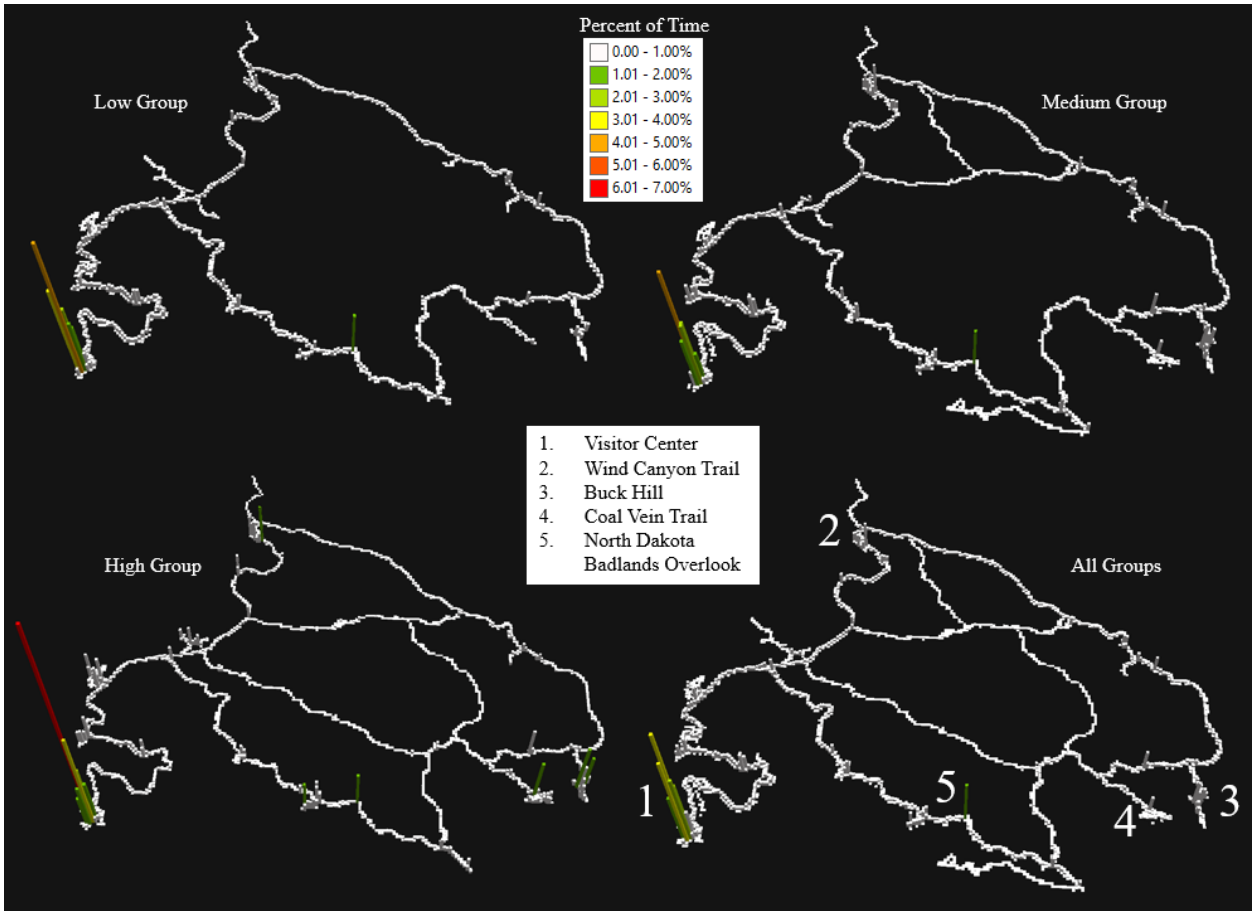 Percent of Time
0.00 - 1.00%
1.01 - 2.00%
2.01 - 3.00%
3.01 - 4.00%
4.01 - 5.00%
5.01 - 6.00%
6.01 - 7.00%
Low Group
Medium Group
1. Visitor Center
2. Wind Canyon Trail
3. Buck Hill
4. Coal Vein Trail
5. North Dakota
Badlands Overlook
High Group
All Groups
2
1
5
4
3